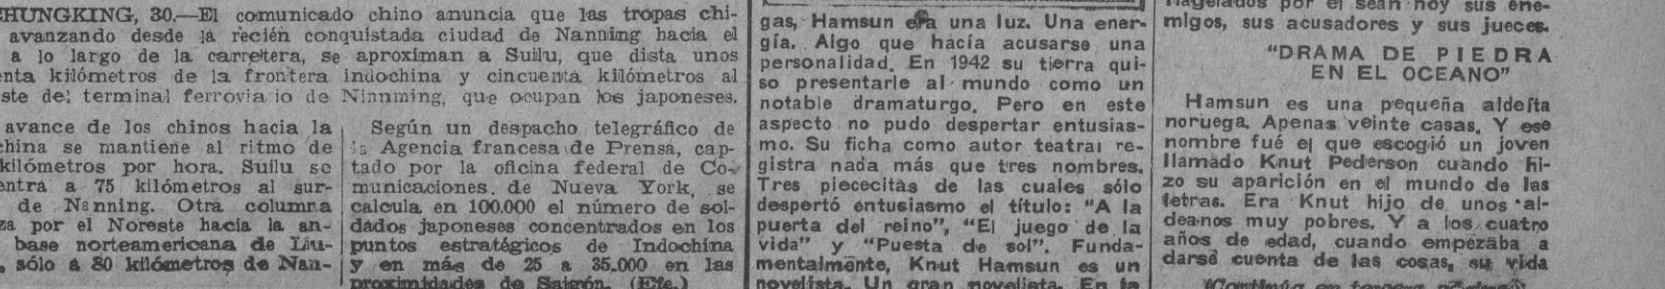 HUNGKING, 30.—El comunicado chino anuncia que las tropas chi-
avanzando desde la recién conquistada ciudad de Nanning hacia el
a lo largo de la carretera, se aproximan a Suilu, que dista unos
enta kilómetros de la frontera indochina y cincuenta kilómetros al
ste del terminal ferroviario de Ninnming, que ocupan los japoneses.
avance de los chinos hacia la
china se mantiene al ritmo de
kilómetros por hora. Suilu se
entra a 75 kilómetros al sur-
de Nanning. Otra columna
za por el Noreste hacia la an-
base norteamericana de Liu-
, sólo a 80 kilómetros de Nan-
Según un despacho telegráfico de
la Agencia francesa de Prensa, cap-
tado por la oficina federal de Co-
municaciones. de Nueva York, se
calcula en 100.000 el número de sol-
dados japoneses concentrados en los
puntos estratégicos de Indochina
y en más de 25 a 35.000 en las
proximidades de Saigón. (Efe.)
gas, Hamsun era una luz. Una ener-
gía. Algo que hacía acusarse una
personalidad. En 1942 su tierra qui-
so presentarle al mundo como un
notable dramaturgo. Pero en este
aspecto no pudo despertar entusias-
mo. Su ficha como autor teatral re-
gistra nada más que tres nombres.
Tres piececitas de las cuales sólo
despertó entusiasmo el título: "A la
puerta del reino", "El juego de la
vida" y "Puesta de sol". Funda-
mentalmente, Knut Hamsun es un
novelista. Un gran novelista. En la
flagelados por él sean hoy sus ene-
migos, sus acusadores y sus jueces.
"DRAMA DE PIEDRA
EN EL OCEANO"
Hamsun es una pequeña aldeíta
noruega. Apenas veinte casas. Y ese
nombre fué el que escogió un joven
llamado Knut Pederson cuando hi-
zo su aparición en el mundo de las
letras. Era Knut hijo de unos al-
deanos muy pobres. Y a los cuatro
años de edad, cuando empezaba a
darse cuenta de las cosas, su vida
(Continúa en tercera página)